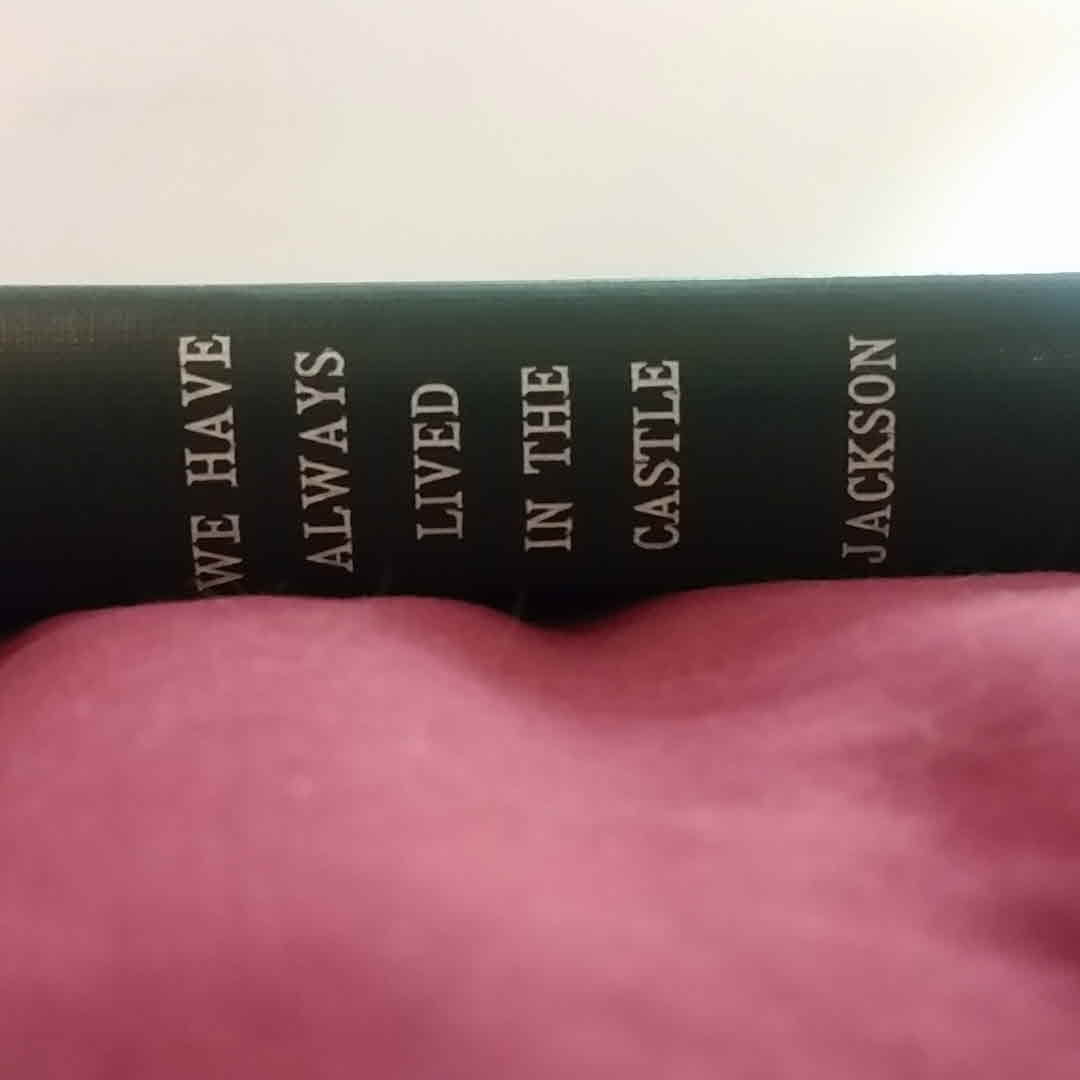 WE HAVE
ALWAYS
LIVED
IN THE
CASTLE
JACKSON